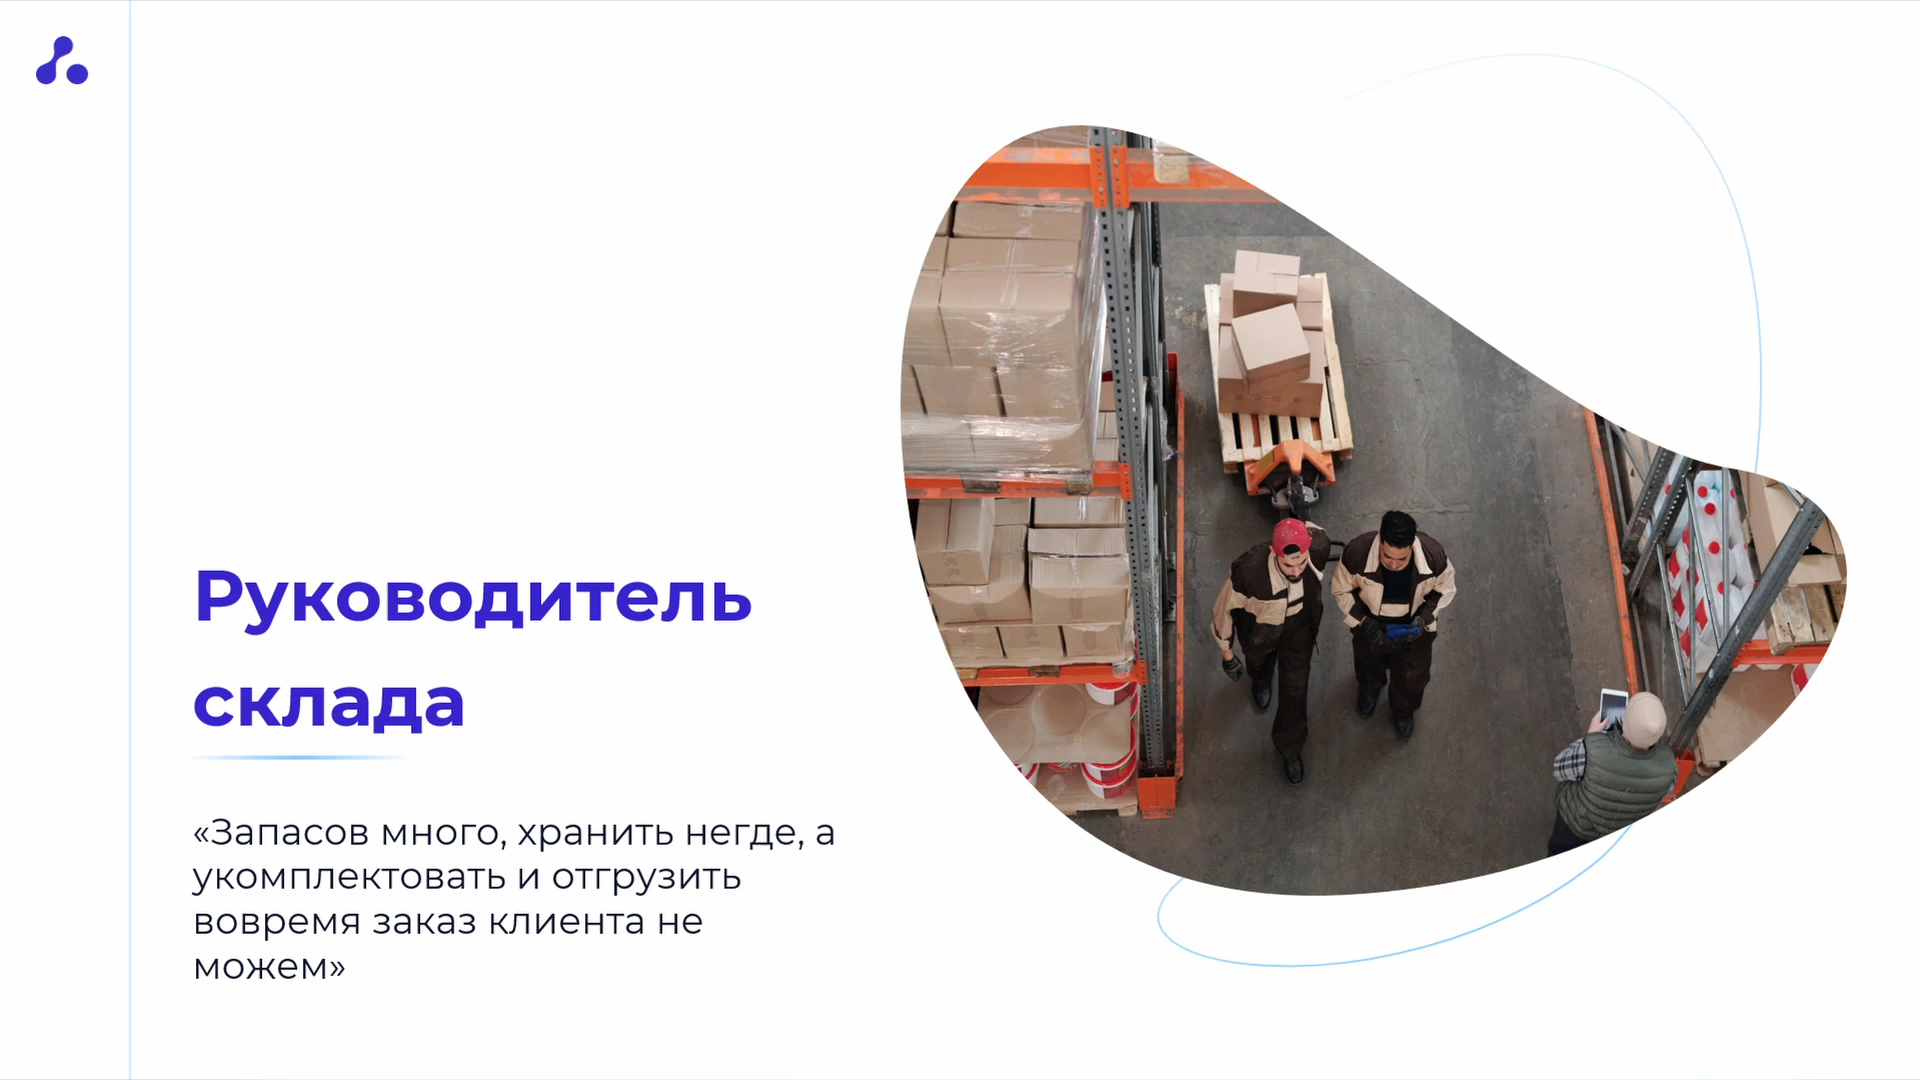 Руководитель
склада
«Запасов много, хранить негде, а
укомплектовать и отгрузить
вовремя заказ клиента не
можем»